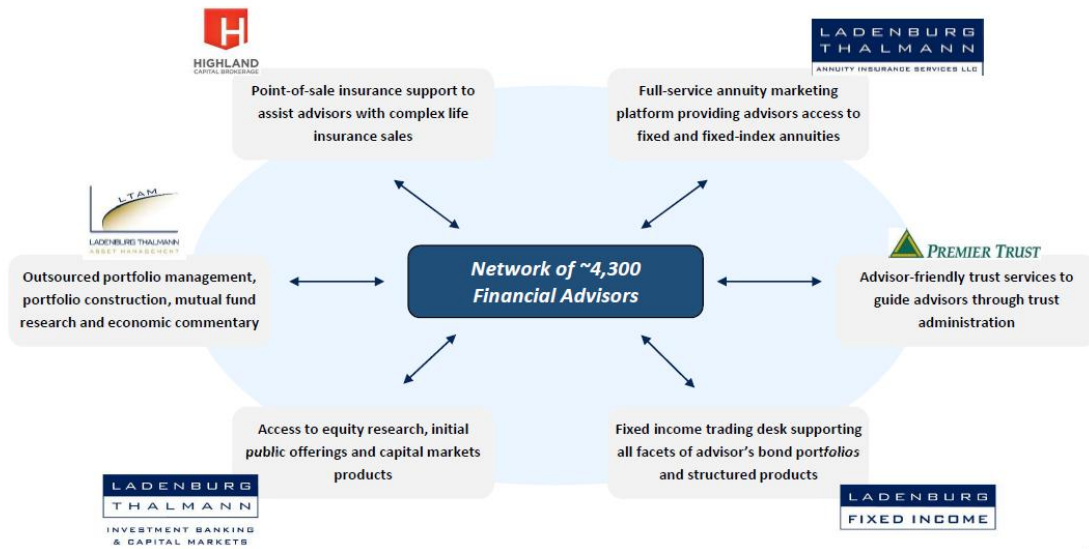 H
HIGHLAND
CAPITAL BROKERAGE
Point-of-sale insurance support to
assist advisors with complex life
insurance sales
LADENBURG
THALMANN
ANNUITY INSURANCE SERVICES LLC
Full-service annuity marketing
platform providing advisors access to
fixed and fixed-index annuities
LTAM
LADENBURG THALMANN
ASSET MANAGEMENT
Outsourced portfolio management,
portfolio construction, mutual fund
research and economic commentary
Network of ~4,300
Financial Advisors
PREMIER TRUST
Advisor-friendly trust services to
guide advisors through trust
administration
Access to equity research, initial
public offerings and capital markets
products
LADENBURG
THALMANN
INVESTMENT BANKING
& CAPITAL MARKETS
Fixed income trading desk supporting
all facets of advisor’s bond portfolios
and structured products
LADENBURG
FIXED INCOME